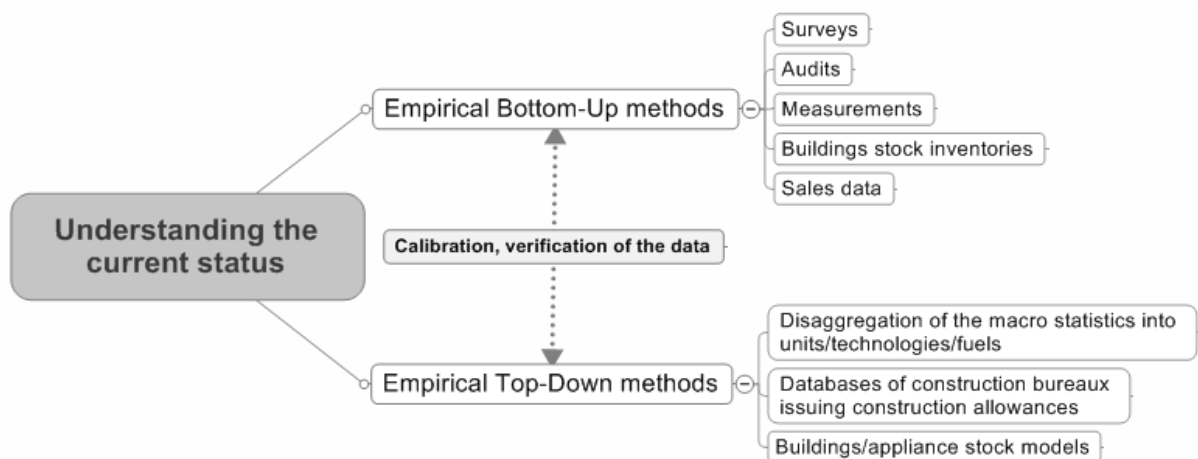 Surveys
Audits
Empirical Bottom-Up methods
Measurements
Buildings stock inventories
Sales data
Understanding the
current status
Calibration, verification of the data
Disaggregation of the macro statistics into
units/technologies/fuels
Empirical Top-Down methods
Databases of construction bureaux
issuing construction allowances
Buildings/appliance stock models